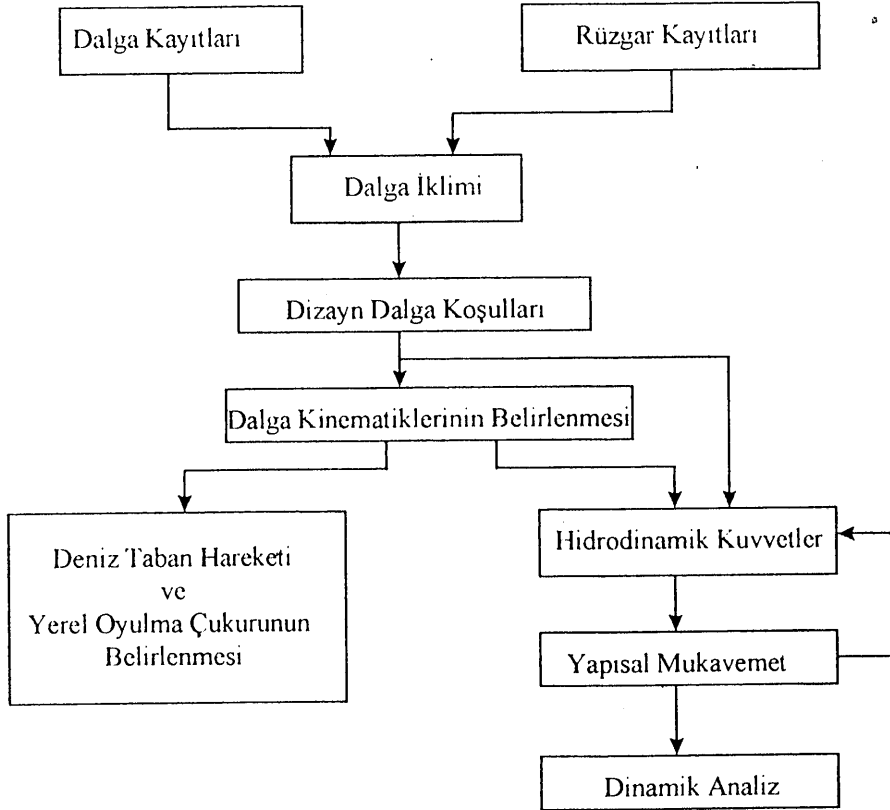 Dalga Kayıtları
Rüzgar Kayıtları
Dalga İklimi
Dizayn Dalga Koşulları
Dalga Kinematiklerinin Belirlenmesi
Deniz Taban Hareketi
ve
Yerel Oyulma Çukurunun
Belirlenmesi
Hidrodinamik Kuvvetler
Yapısal Mukavemet
Dinamik Analiz